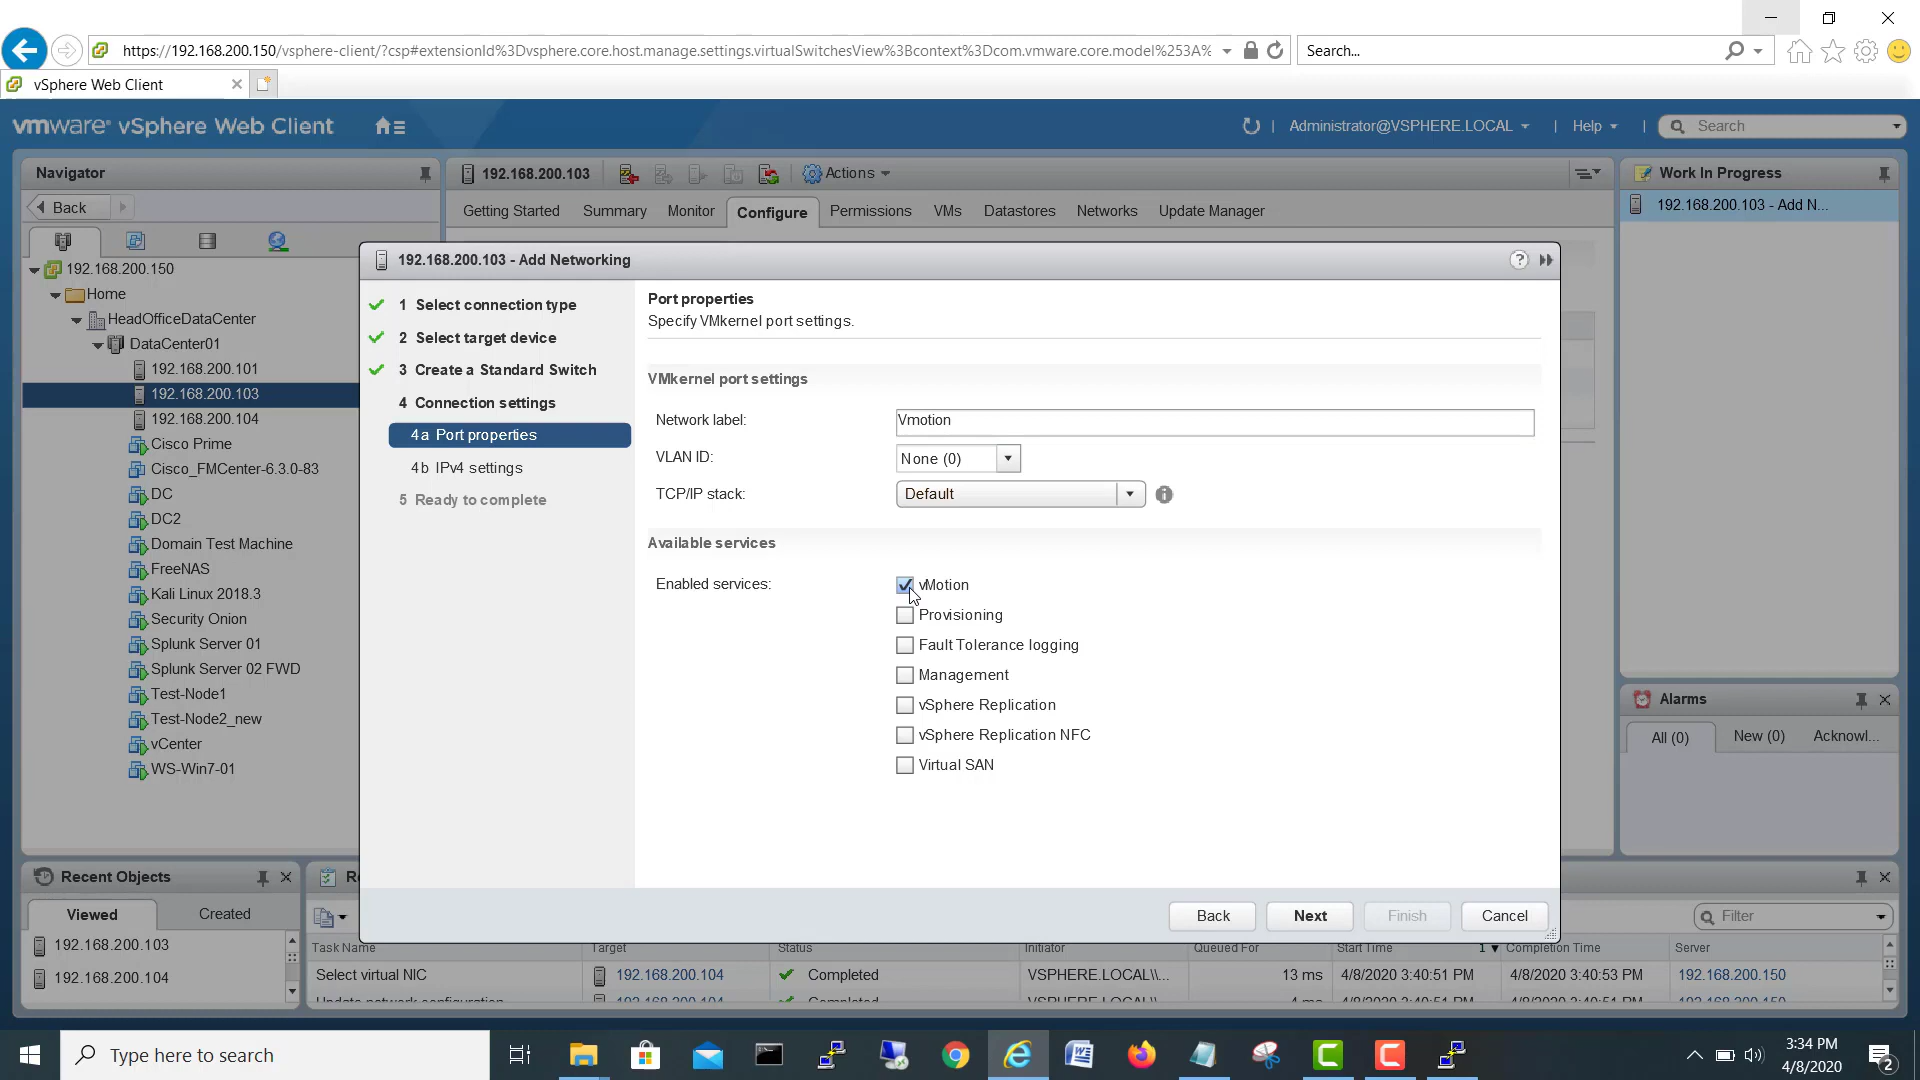 https://192.168.200.150/vsphere-client/?csp#extensionId%3Dvsphere.core.host.manage.settings.virtualSwitchesView%3Bcontext%3Dcom.vmware.core.model%253A%
Search...
vSphere Web Client
vmware® vSphere Web Client
Administrator@VSPHERE.LOCAL
Help
Search
Navigator
Back
192.168.200.150
Home
HeadOfficeDataCenter
DataCenter01
192.168.200.101
192.168.200.103
192.168.200.104
Cisco Prime
Cisco_FMCenter-6.3.0-83
DC
DC2
Domain Test Machine
FreeNAS
Kali Linux 2018.3
Security Onion
Splunk Server 01
Splunk Server 02 FWD
Test-Node1
Test-Node2_new
vCenter
WS-Win7-01
192.168.200.103
Actions
Getting Started
Summary
Monitor
Configure
Permissions
VMs
Datastores
Networks
Update Manager
192.168.200.103 - Add Networking
1 Select connection type
2 Select target device
3 Create a Standard Switch
4 Connection settings
4a Port properties
4b IPv4 settings
5 Ready to complete
Port properties
Specify VMkernel port settings.
VMkernel port settings
Network label:
Vmotion
VLAN ID:
None (0)
TCP/IP stack:
Default
Available services
Enabled services:
vMotion
Provisioning
Fault Tolerance logging
Management
vSphere Replication
vSphere Replication NFC
Virtual SAN
Back
Next
Finish
Cancel
Work In Progress
192.168.200.103 - Add N...
Alarms
All (0)
New (0)
Acknowl...
Recent Objects
Viewed
Created
192.168.200.103
192.168.200.104
Filter
Task Name
Target
Status
Initiator
Queued For
Start Time
1
Completion Time
Server
Select virtual NIC
192.168.200.104
Completed
VSPHERE.LOCAL\\...
13 ms
4/8/2020 3:40:51 PM
4/8/2020 3:40:53 PM
192.168.200.150
Type here to search
3:34 PM
4/8/2020
2